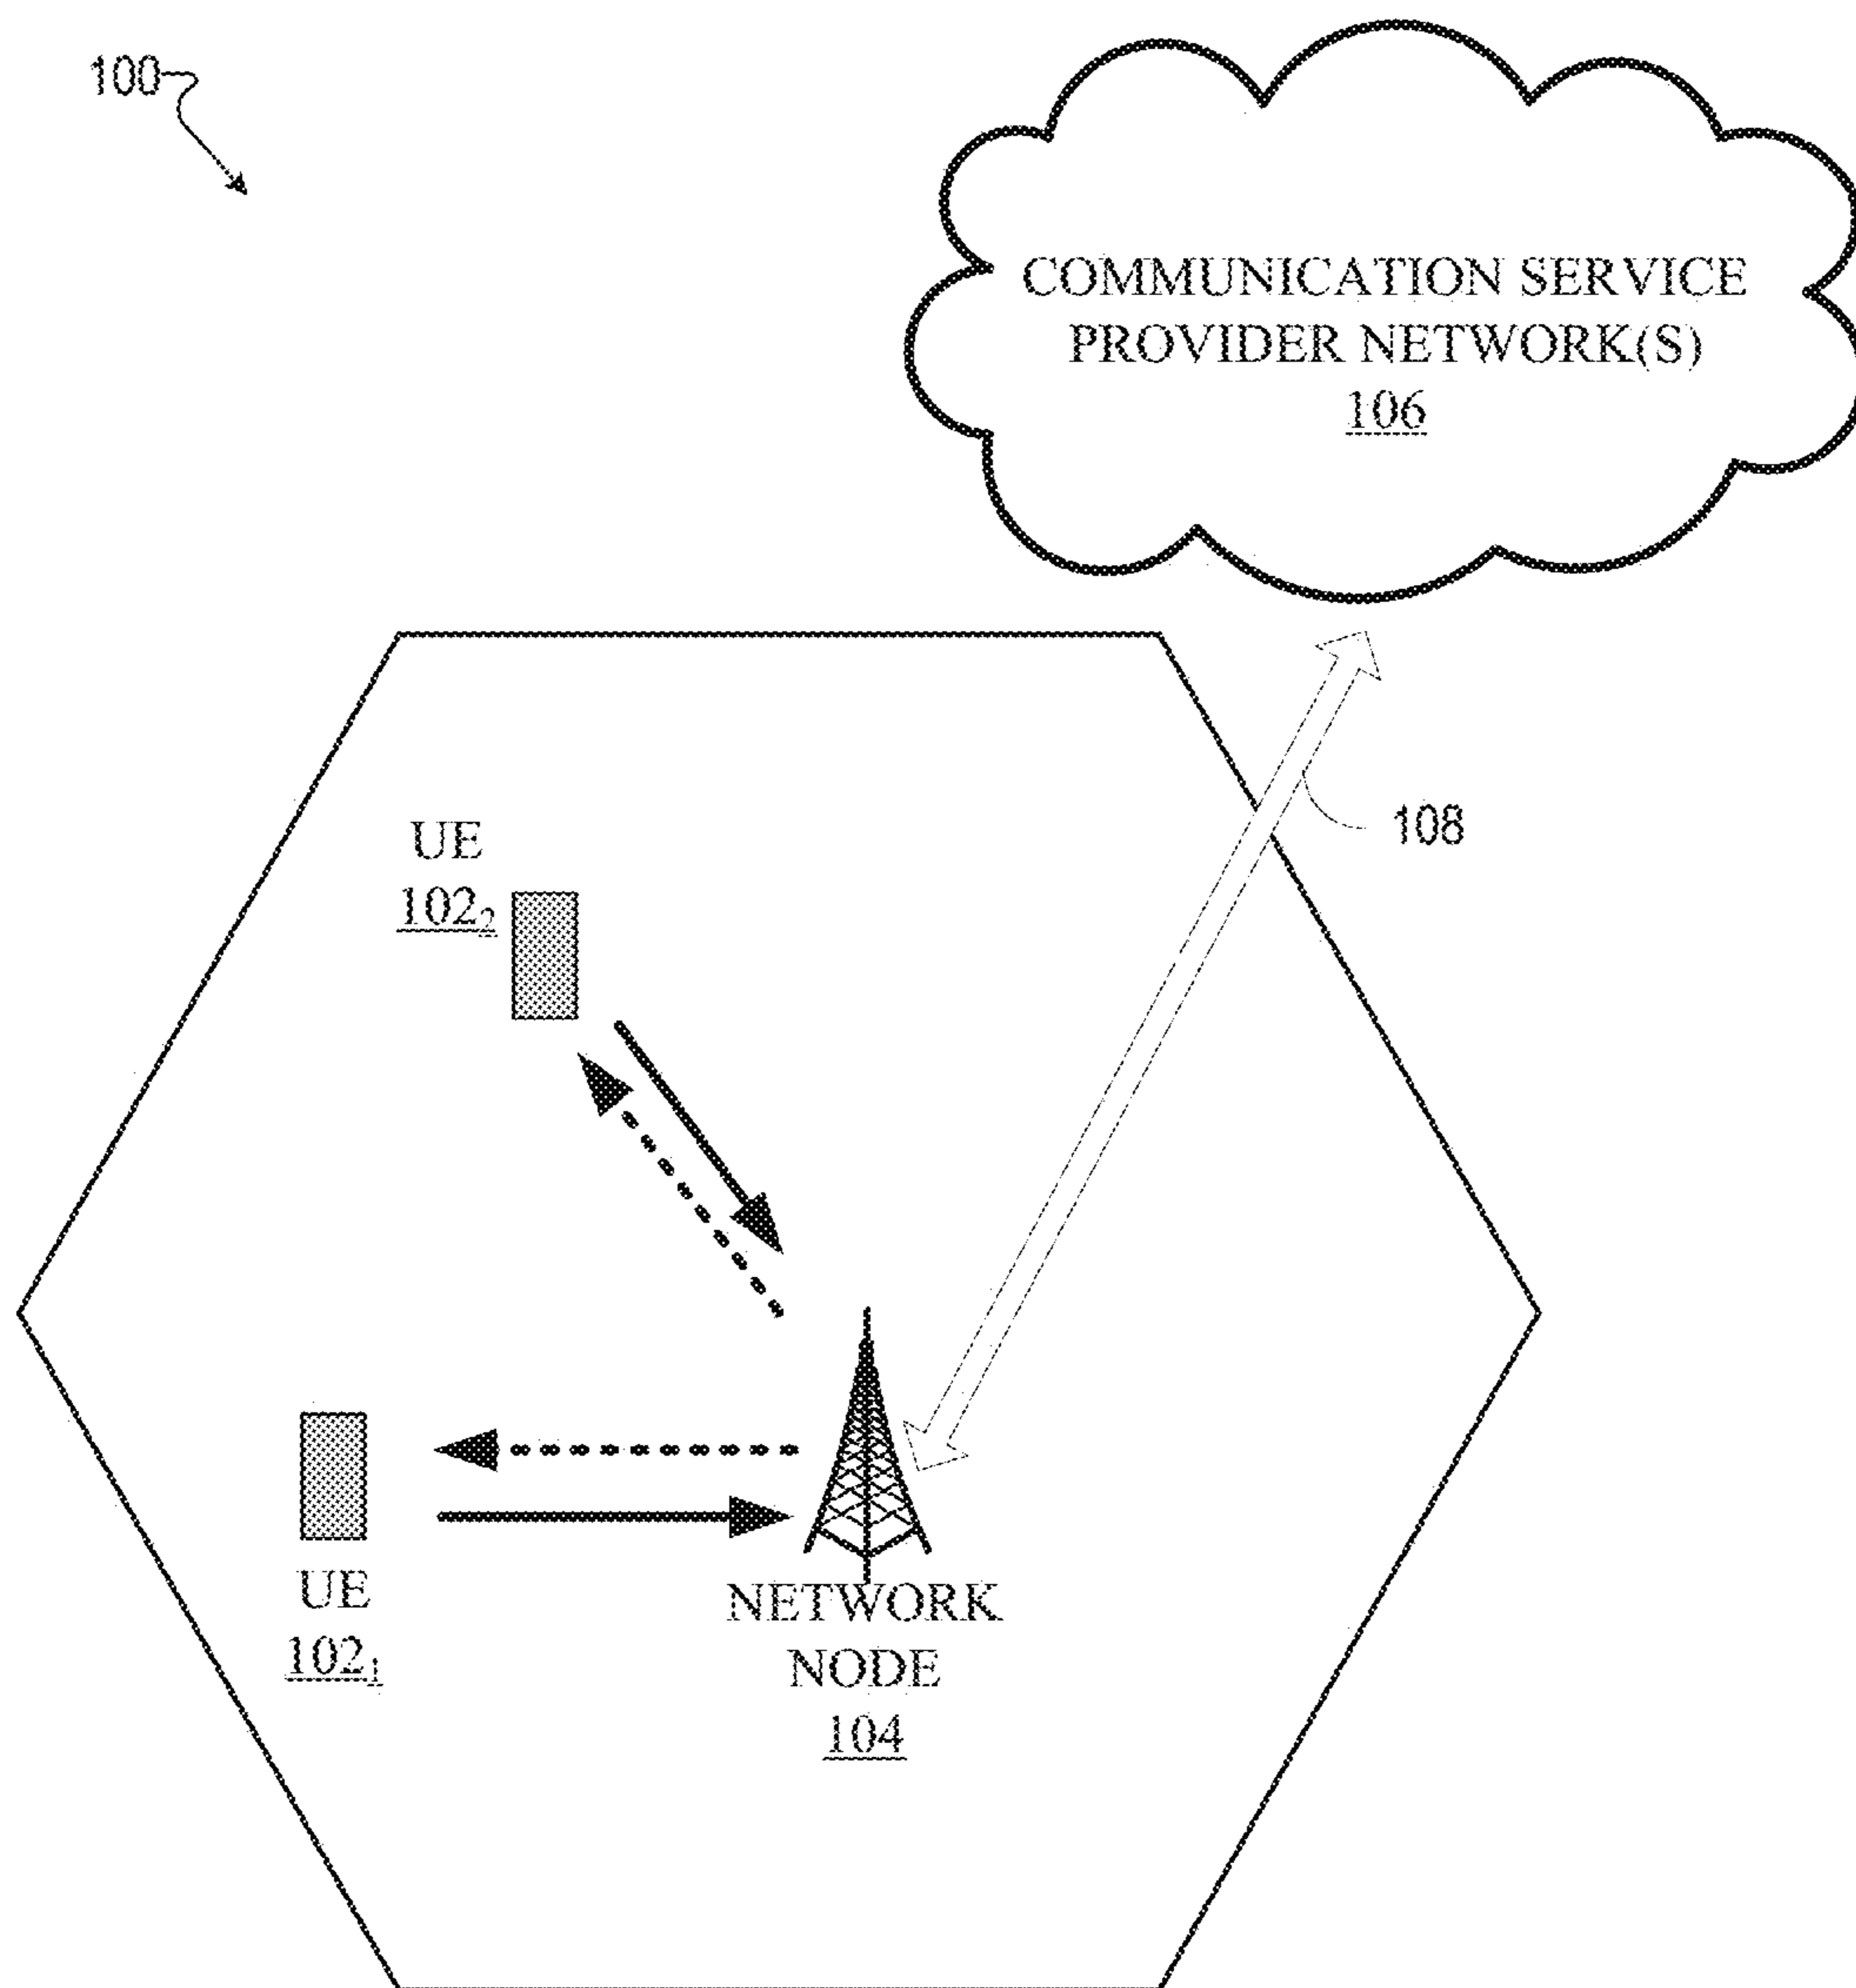 100
COMMUNICATION SERVICE
PROVIDER NETWORK(S)
106
108
UE
102₂
UE
102₁
NETWORK
NODE
104